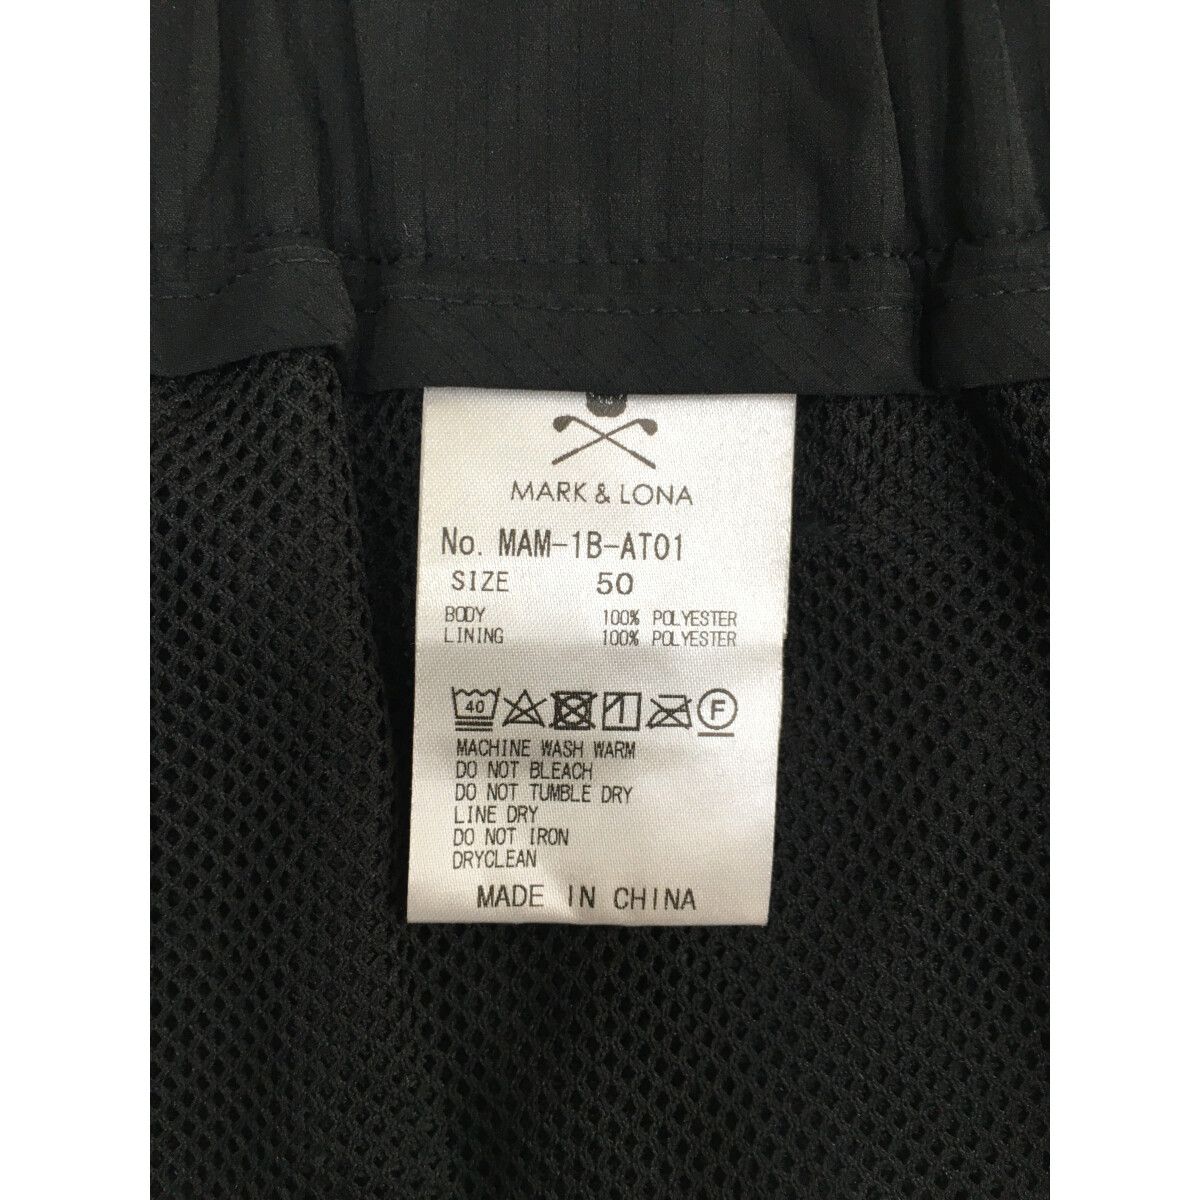 MARK & LONA
No. MAM-1B-AT01
SIZE 50
BODY 100% POLYESTER
LINING 100% POLYESTER
40 F
MACHINE WASH WARM
DO NOT BLEACH
DO NOT TUMBLE DRY
LINE DRY
DO NOT IRON
DRYCLEAN
MADE IN CHINA